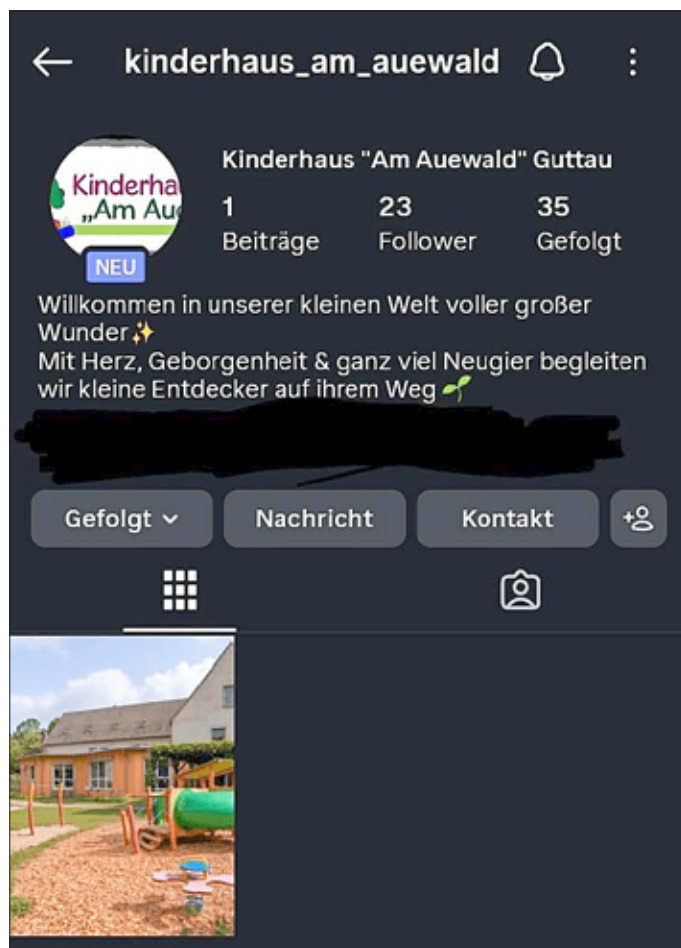 kinderhaus_am_auewald
Kinderhaus "Am Auewald" Guttau
Kinderha
„Am Aue
1
23
35
Beiträge
Follower
Gefolgt
NEU
Willkommen in unserer kleinen Welt voller großer
Wunder✨
Mit Herz, Geborgenheit & ganz viel Neugier begleiten
wir kleine Entdecker auf ihrem Weg🌱
Gefolgt
Nachricht
Kontakt